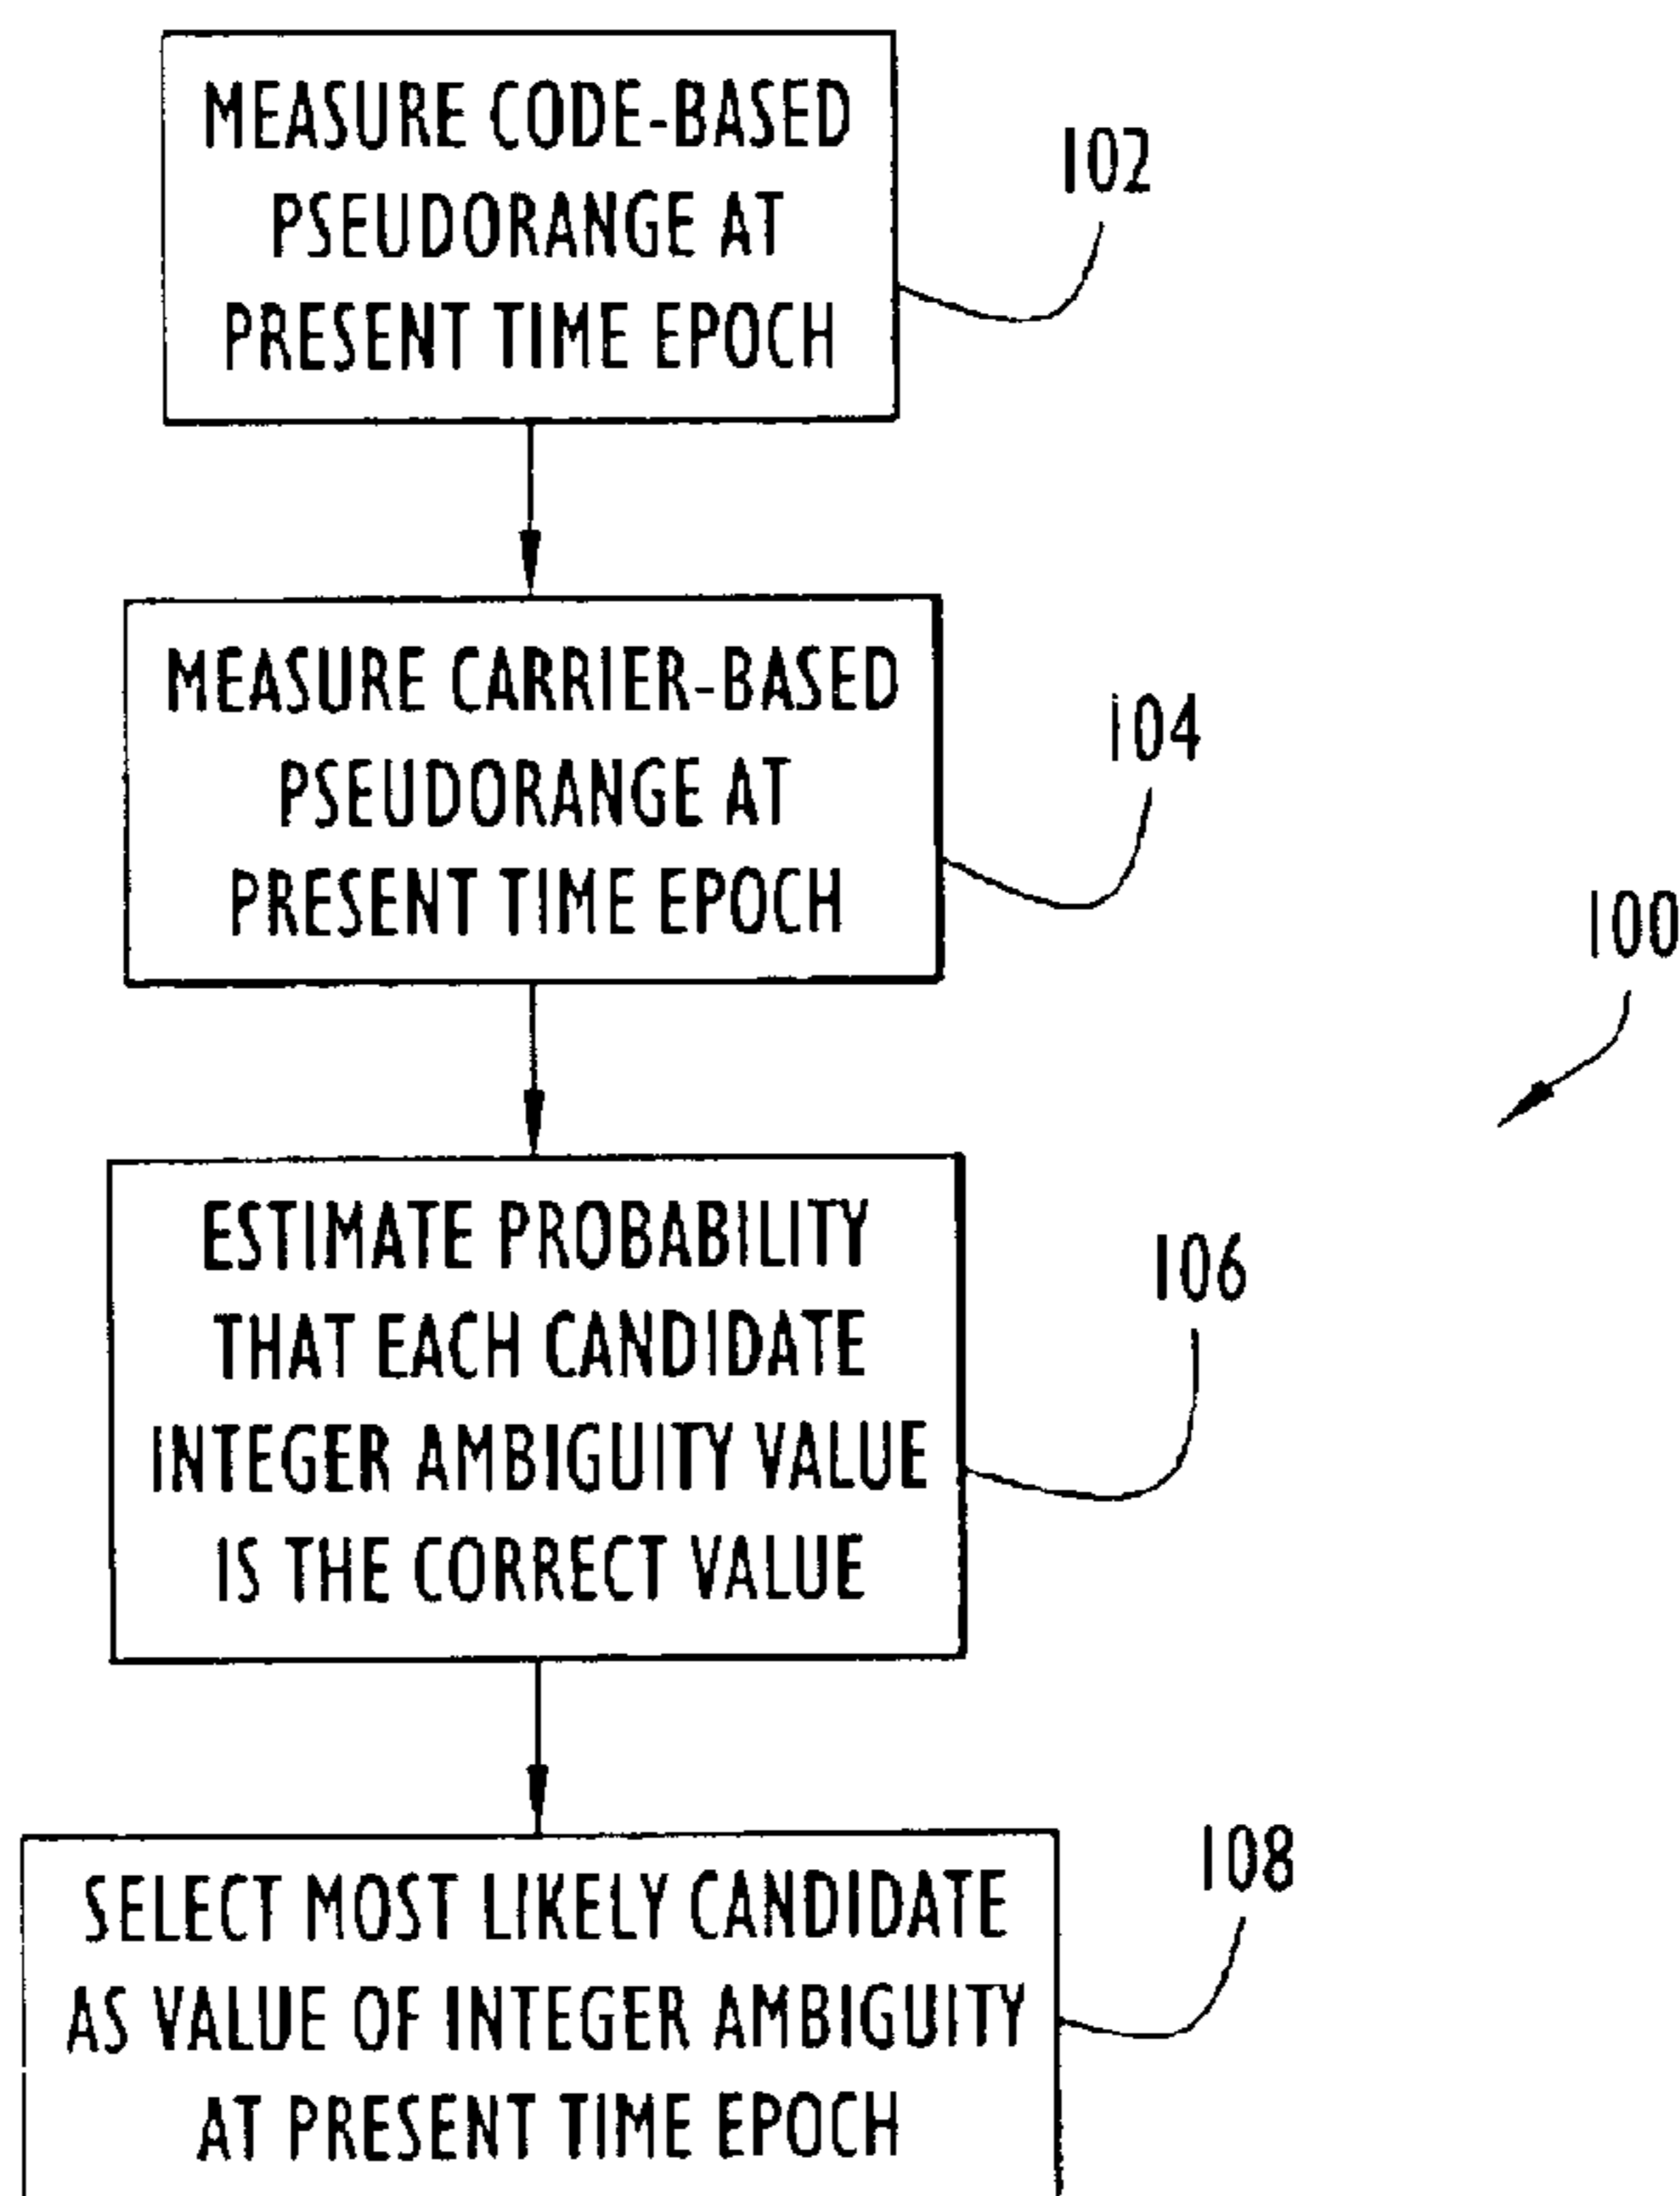 MEASURE CODE-BASED
PSEUDORANGE AT
PRESENT TIME EPOCH
102
MEASURE CARRIER-BASED
PSEUDORANGE AT
PRESENT TIME EPOCH
104
100
ESTIMATE PROBABILITY
THAT EACH CANDIDATE
INTEGER AMBIGUITY VALUE
IS THE CORRECT VALUE
106
SELECT MOST LIKELY CANDIDATE
AS VALUE OF INTEGER AMBIGUITY
AT PRESENT TIME EPOCH
108